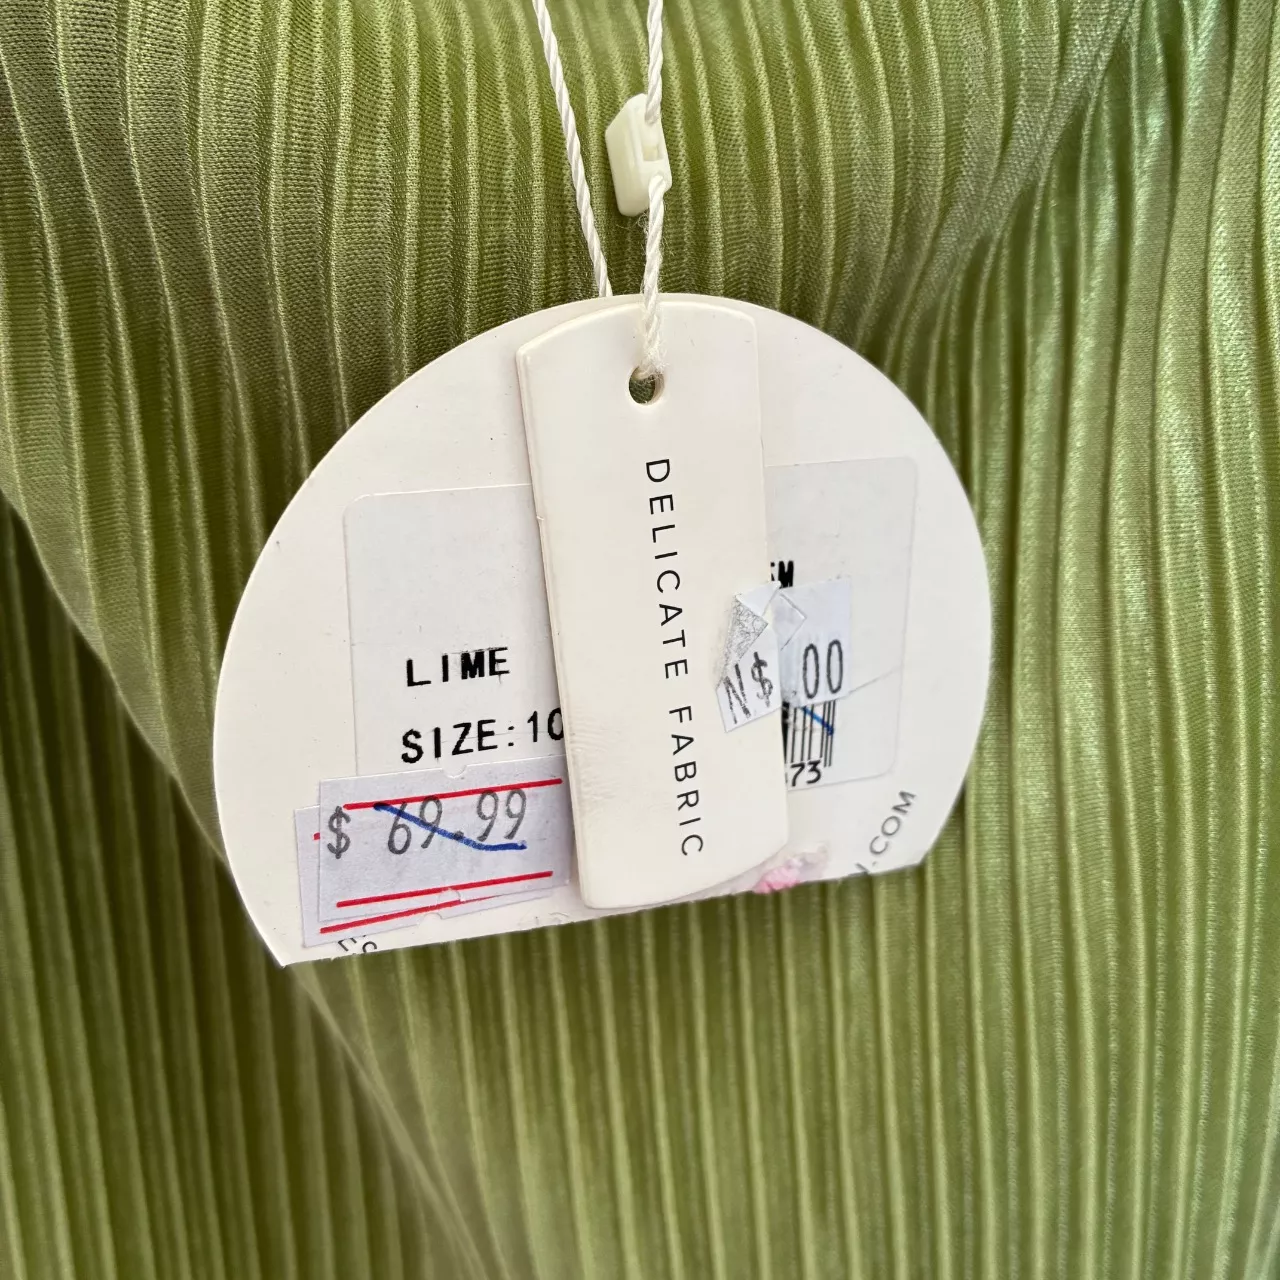 DELICATE FABRIC
LIME
SIZE:10
$ 69.99
N$
00
73
.COM